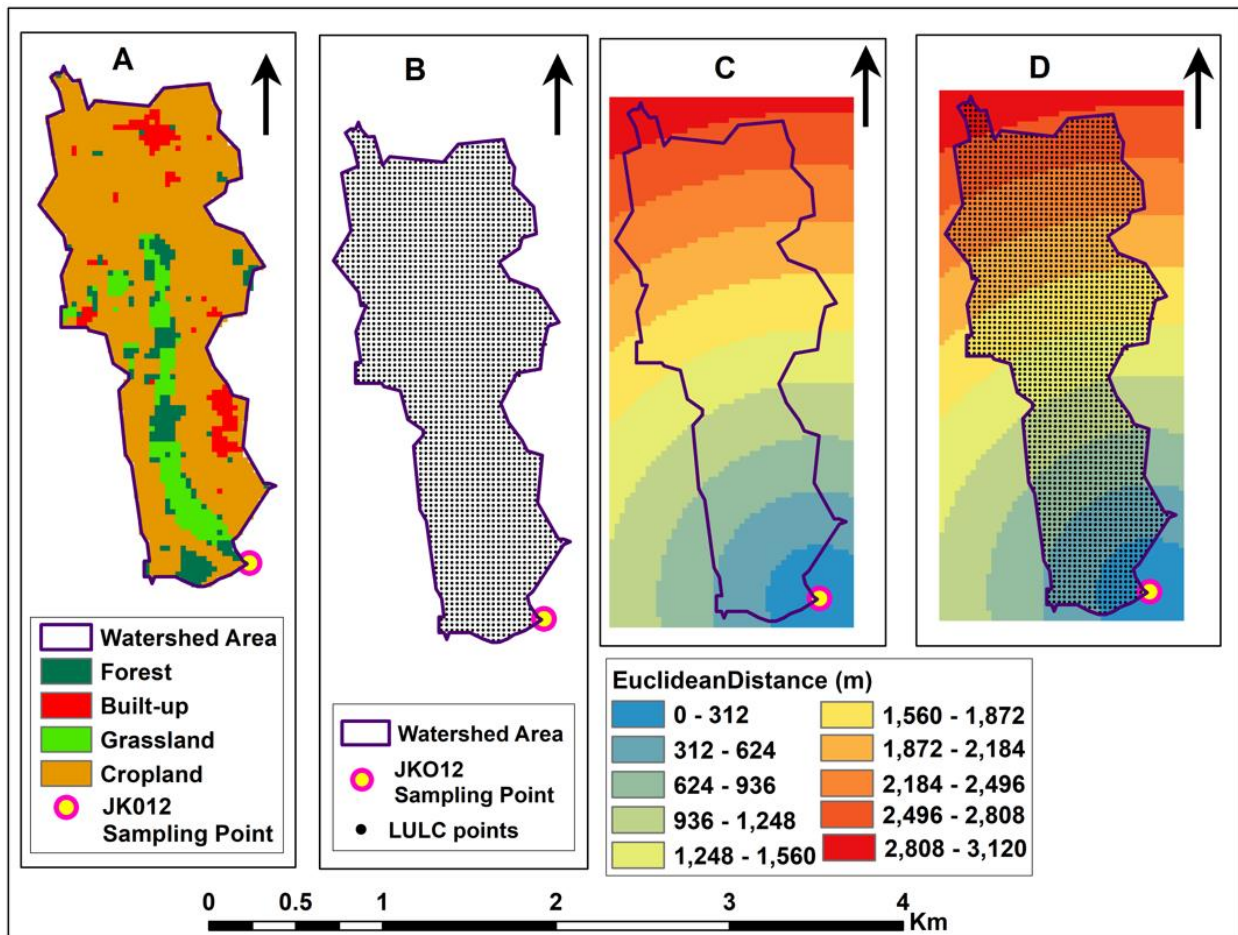 A
B
C
D
Watershed Area
Forest
Built-up
Grassland
Cropland
JK012
Sampling Point
Watershed Area
JKO12
Sampling Point
LULC points
EuclideanDistance (m)
0 - 312
312 - 624
624 - 936
936 - 1,248
1,248 - 1,560
1,560 - 1,872
1,872 - 2,184
2,184 - 2,496
2,496 - 2,808
2,808 - 3,120
0 0.5 1 2 3 4
Km